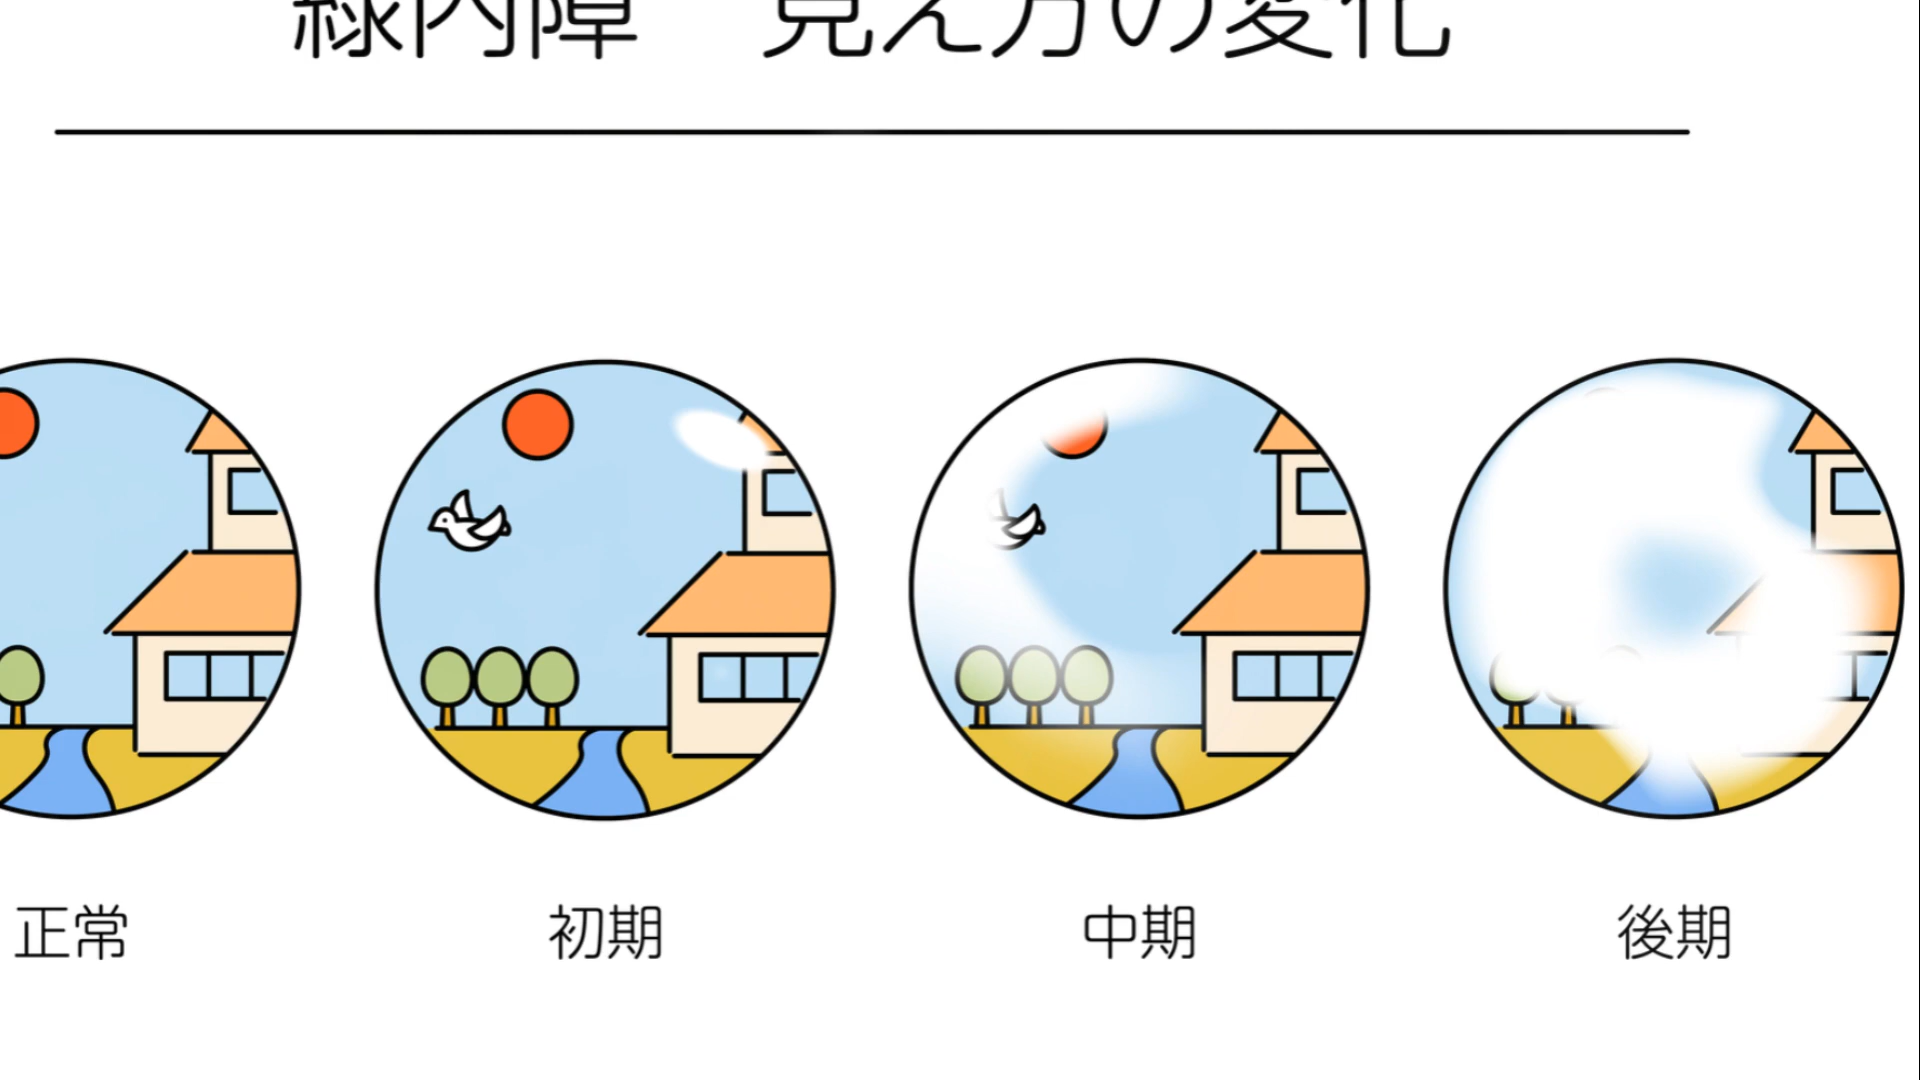 緑内障 見え方の変化
正常
初期
中期
後期